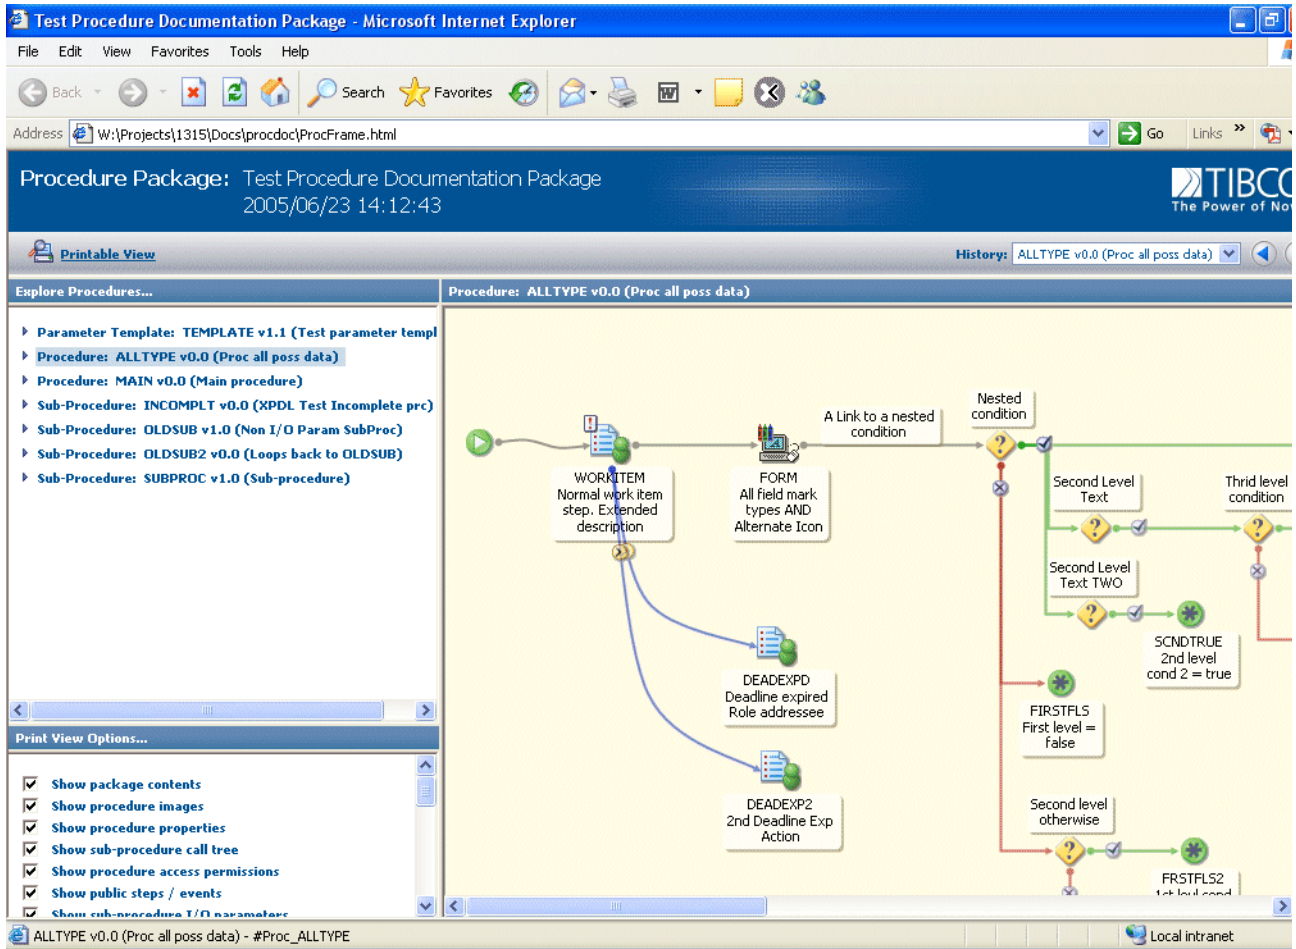 Test Procedure Documentation Package - Microsoft Internet Explorer
File Edit View Favorites Tools Help
Back Search Favorites
Address W:\Projects\1315\Docs\procdoc\ProcFrame.html Go Links »
Procedure Package: Test Procedure Documentation Package
2005/06/23 14:12:43
TIBCO
The Power of Now
Printable View
History: ALLTYPE v0.0 (Proc all poss data)
Explore Procedures...
Procedure: ALLTYPE v0.0 (Proc all poss data)
Parameter Template: TEMPLATE v1.1 (Test parameter templ
Procedure: ALLTYPE v0.0 (Proc all poss data)
Procedure: MAIN v0.0 (Main procedure)
Sub-Procedure: INCOMPLT v0.0 (XPDL Test Incomplete prc)
Sub-Procedure: OLDSUB v1.0 (Non I/O Param SubProc)
Sub-Procedure: OLDSUB2 v0.0 (Loops back to OLDSUB)
Sub-Procedure: SUBPROC v1.0 (Sub-procedure)
WORKITEM
Normal work item
step. Extended
description
FORM
All field mark
types AND
Alternate Icon
A Link to a nested
condition
Nested
condition
Second Level
Text
Thrid level
condition
Second Level
Text TWO
SCNDTRUE
2nd level
cond 2 = true
DEADEXPD
Deadline expired
Role addressee
FIRSTFLS
First level =
false
DEADEXP2
2nd Deadline Exp
Action
Second level
otherwise
FRSTFLS2
1st levl cond
Print View Options...
Show package contents
Show procedure images
Show procedure properties
Show sub-procedure call tree
Show procedure access permissions
Show public steps / events
Show sub-procedure I/O parameters
ALLTYPE v0.0 (Proc all poss data) - #Proc_ALLTYPE
Local intranet